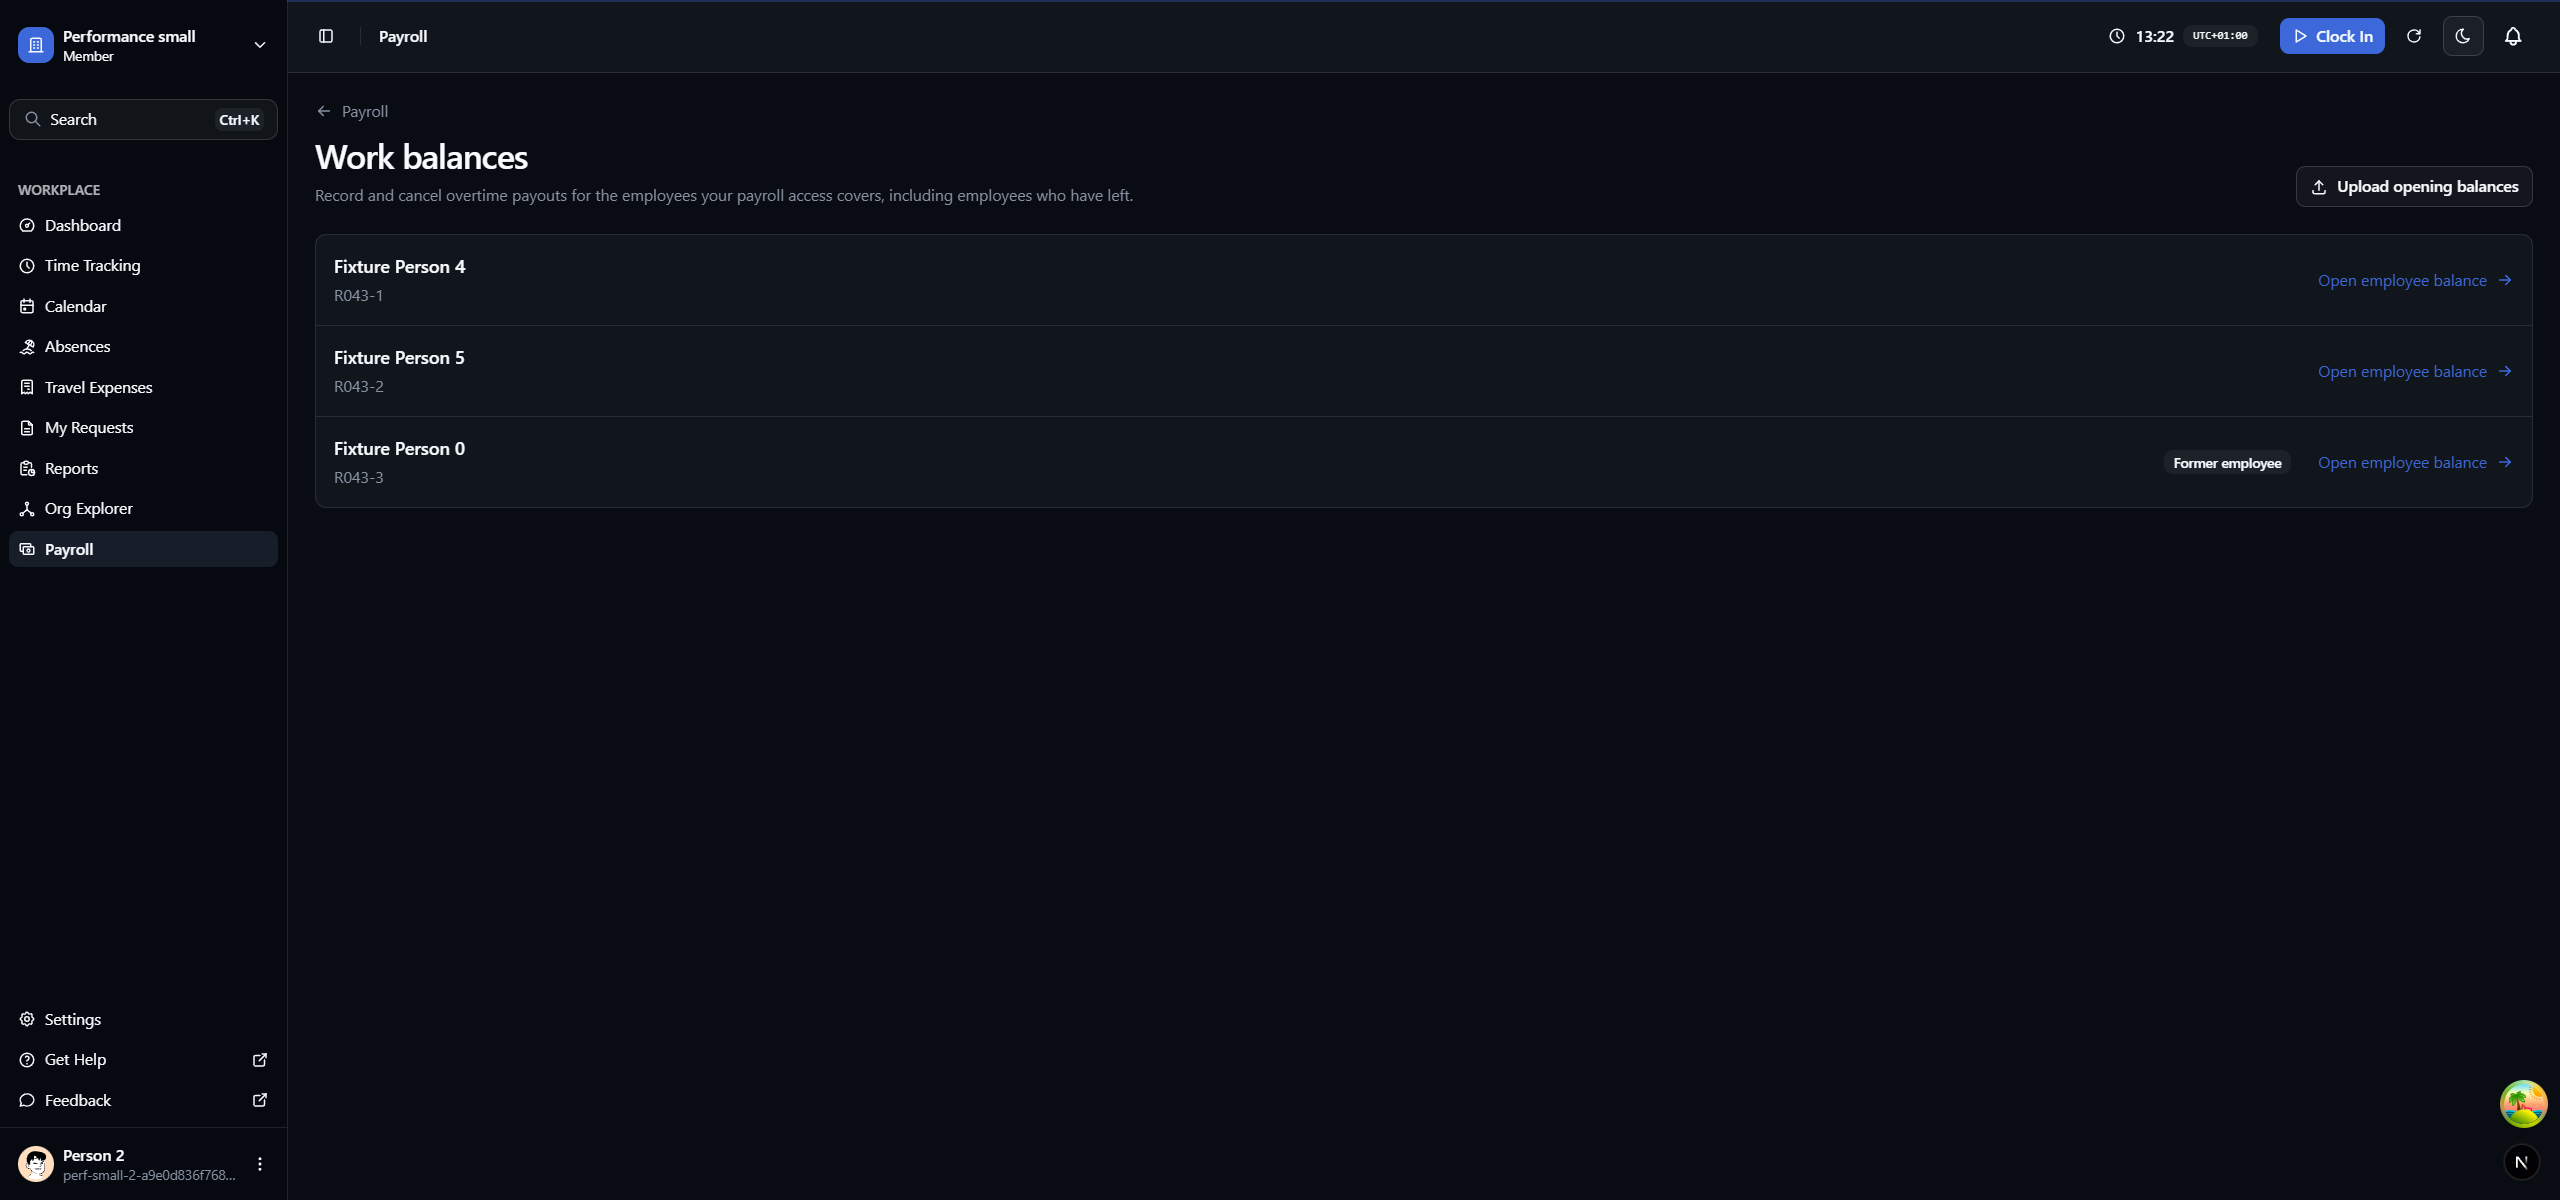 Performance small
Member
Search
Ctrl+K
WORKPLACE
Dashboard
Time Tracking
Calendar
Absences
Travel Expenses
My Requests
Reports
Org Explorer
Payroll
Settings
Get Help
Feedback
Person 2
perf-small-2-a9e0d836f768...
Payroll
13:22
UTC+01:00
Clock In
Payroll
Work balances
Record and cancel overtime payouts for the employees your payroll access covers, including employees who have left.
Upload opening balances
Fixture Person 4
R043-1
Open employee balance
Fixture Person 5
R043-2
Open employee balance
Fixture Person 0
R043-3
Former employee
Open employee balance
N